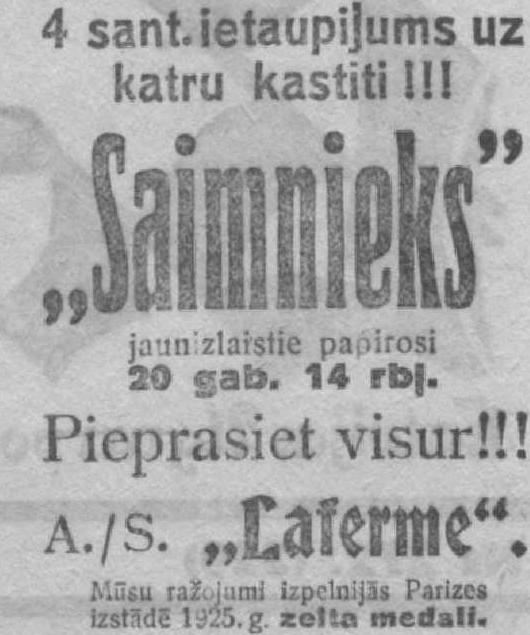 4 sant. ietaupijums uz
katru kastiti !!!
„Saimnieks”
jaunizlaistie papirosi
20 gab. 14 rbļ.
Pieprasiet visur!!!
A./S. „Laferme“.
Mūsu ražojumi izpelnijās Parizes
izstādē 1925. g. zelta medali.